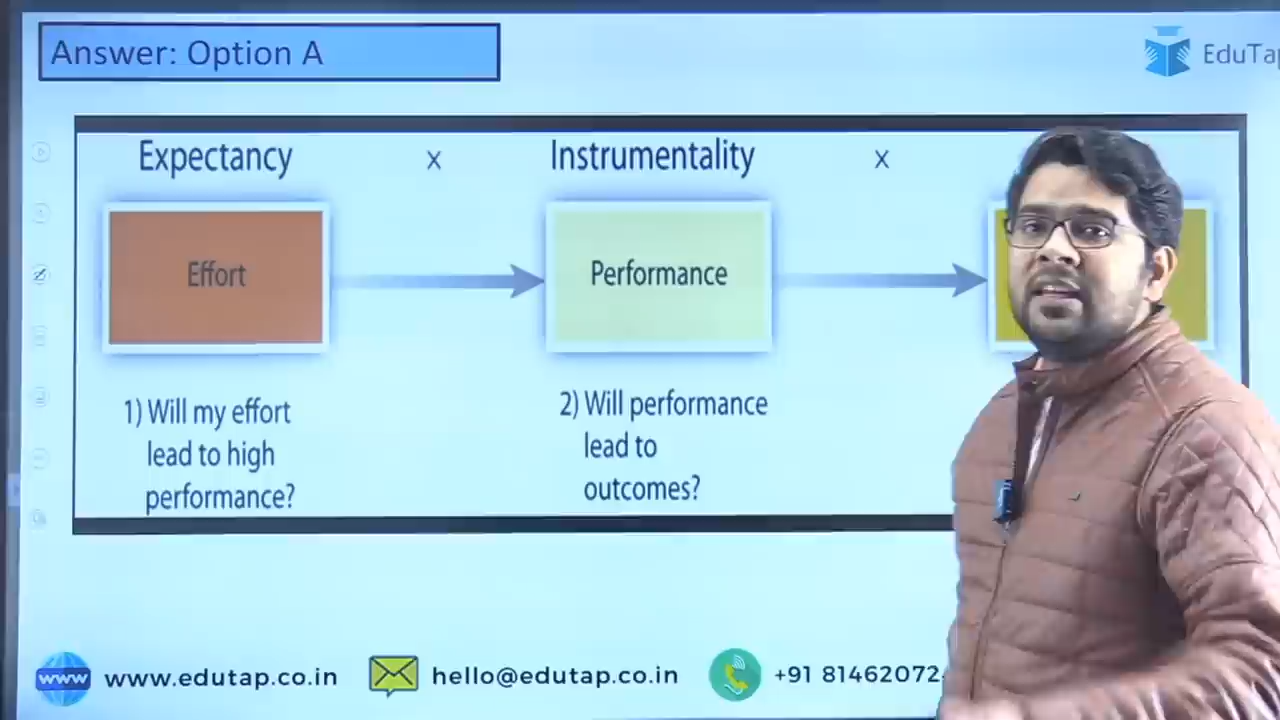 Answer: Option A
EduTap
Expectancy x Instrumentality x
Effort
Performance
1) Will my effort
lead to high
performance?
2) Will performance
lead to
outcomes?
www
www.edutap.co.in
hello@edutap.co.in
+91 81462072